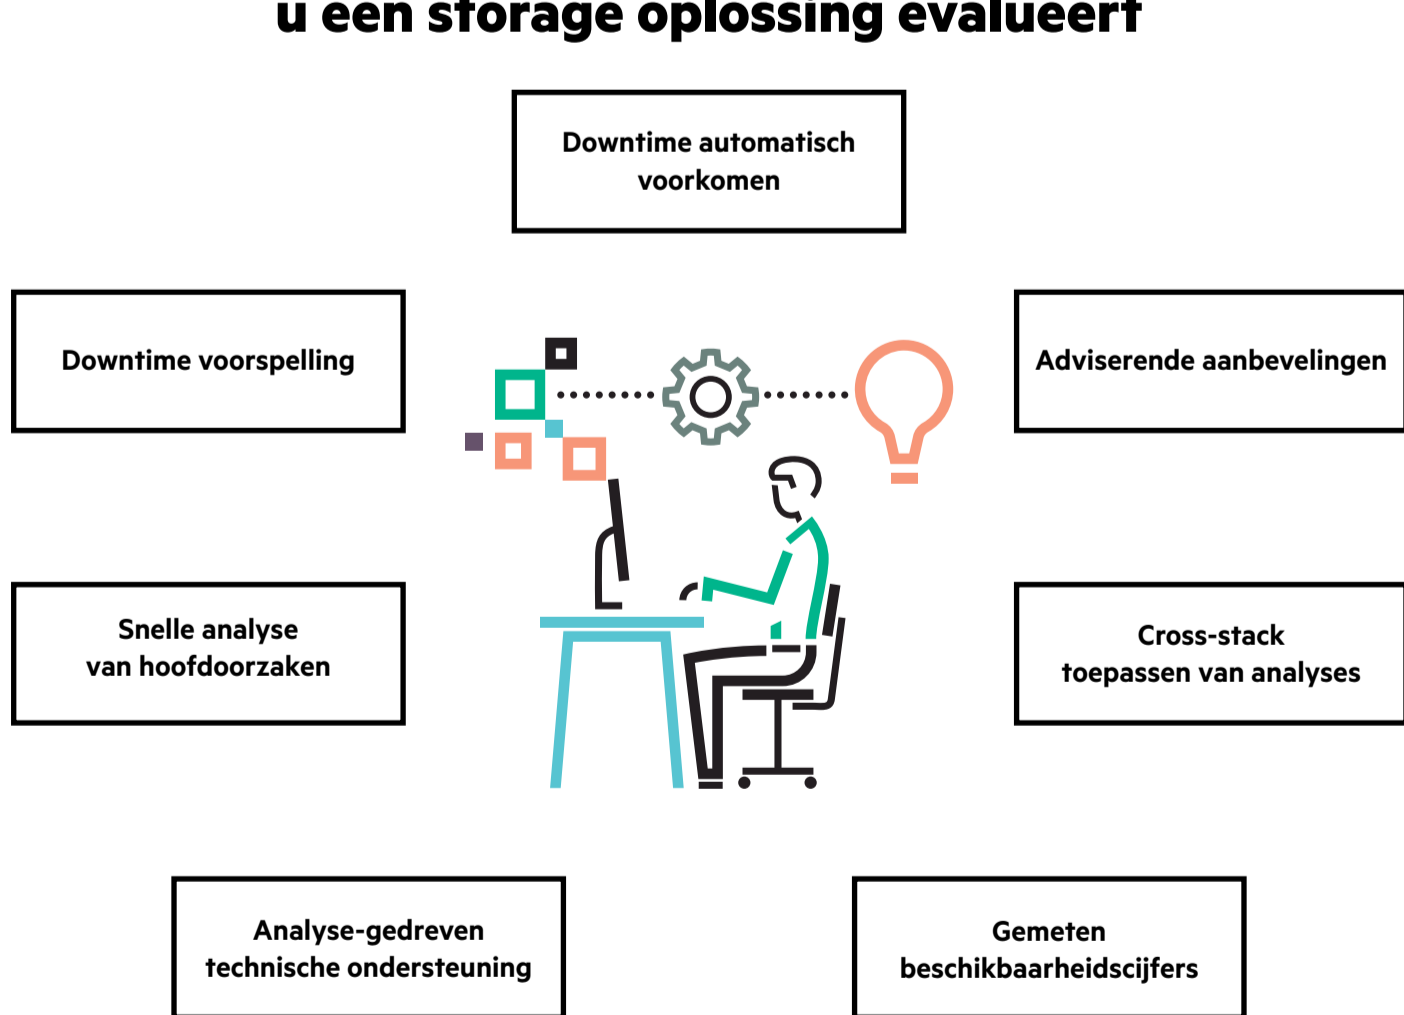 u een storage oplossing evalueert
Downtime automatisch
voorkomen
Downtime voorspelling
Adviserende aanbevelingen
Snelle analyse
van hoofdoorzaken
Cross-stack
toepassen van analyses
Analyse-gedreven
technische ondersteuning
Gemeten
beschikbaarheidscijfers